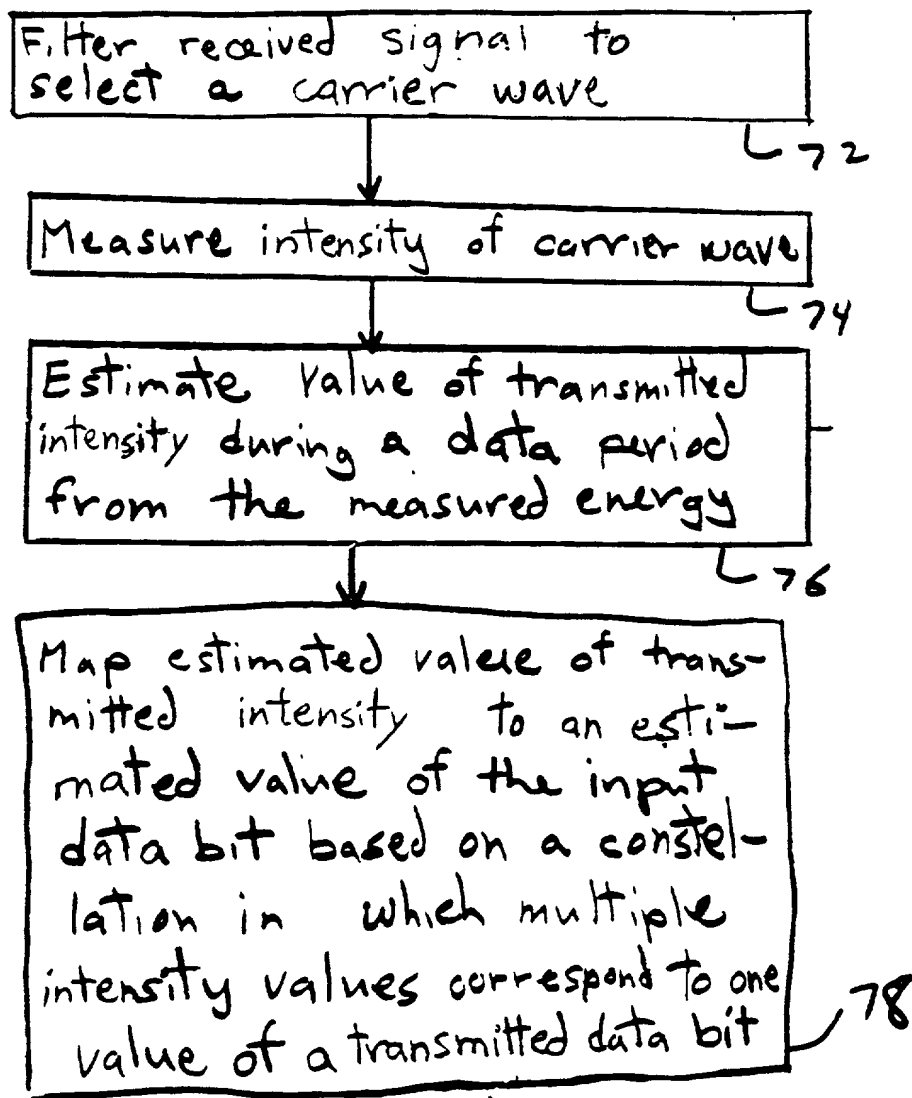 Filter received signal to
select a carrier wave
72
Measure intensity of carrier wave
74
Estimate value of transmitted
intensity during a data period
from the measured energy
76
Map estimated value of trans-
mitted intensity to an esti-
mated value of the input
data bit based on a constel-
lation in which multiple
intensity values correspond to one
value of a transmitted data bit
78